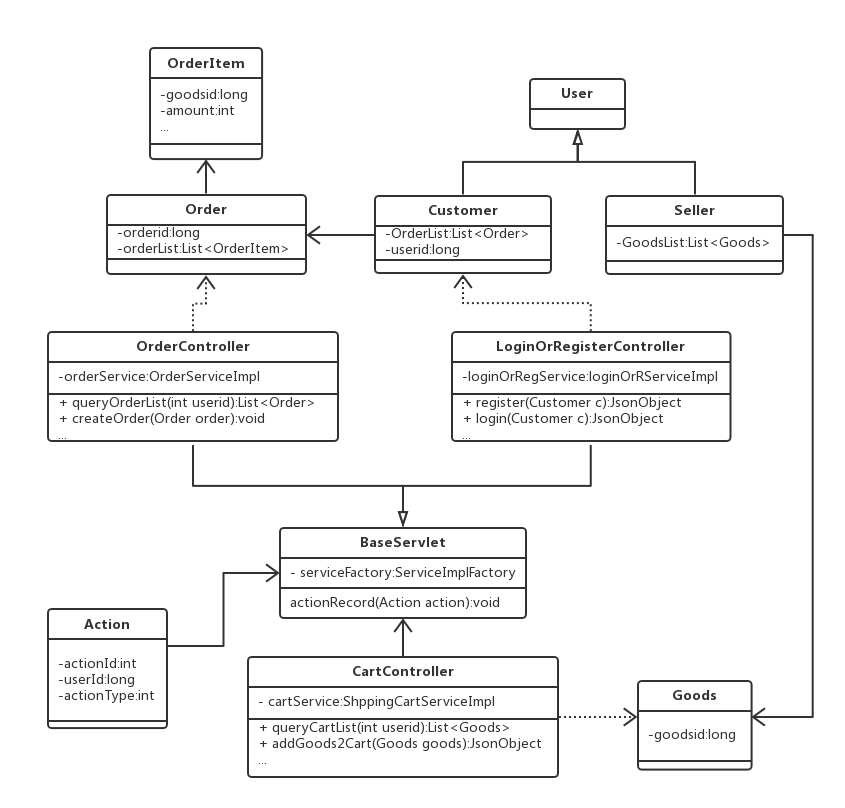 OrderItem
-goodsid:long
-amount:int
...
User
Order
-orderid:long
-orderList:List<OrderItem>
Customer
-OrderList:List<Order>
-userid:long
Seller
-GoodsList:List<Goods>
OrderController
-orderService:OrderServiceImpl
+ queryOrderList(int userid):List<Order>
+ createOrder(Order order):void
...
LoginOrRegisterController
-loginOrRegService:loginOrRServiceImpl
+ register(Customer c):JsonObject
+ login(Customer c):JsonObject
...
BaseServlet
- serviceFactory:ServiceImplFactory
actionRecord(Action action):void
Action
-actionId:int
-userId:long
-actionType:int
CartController
- cartService:ShppingCartServiceImpl
+ queryCartList(int userid):List<Goods>
+ addGoods2Cart(Goods goods):JsonObject
...
Goods
-goodsid:long